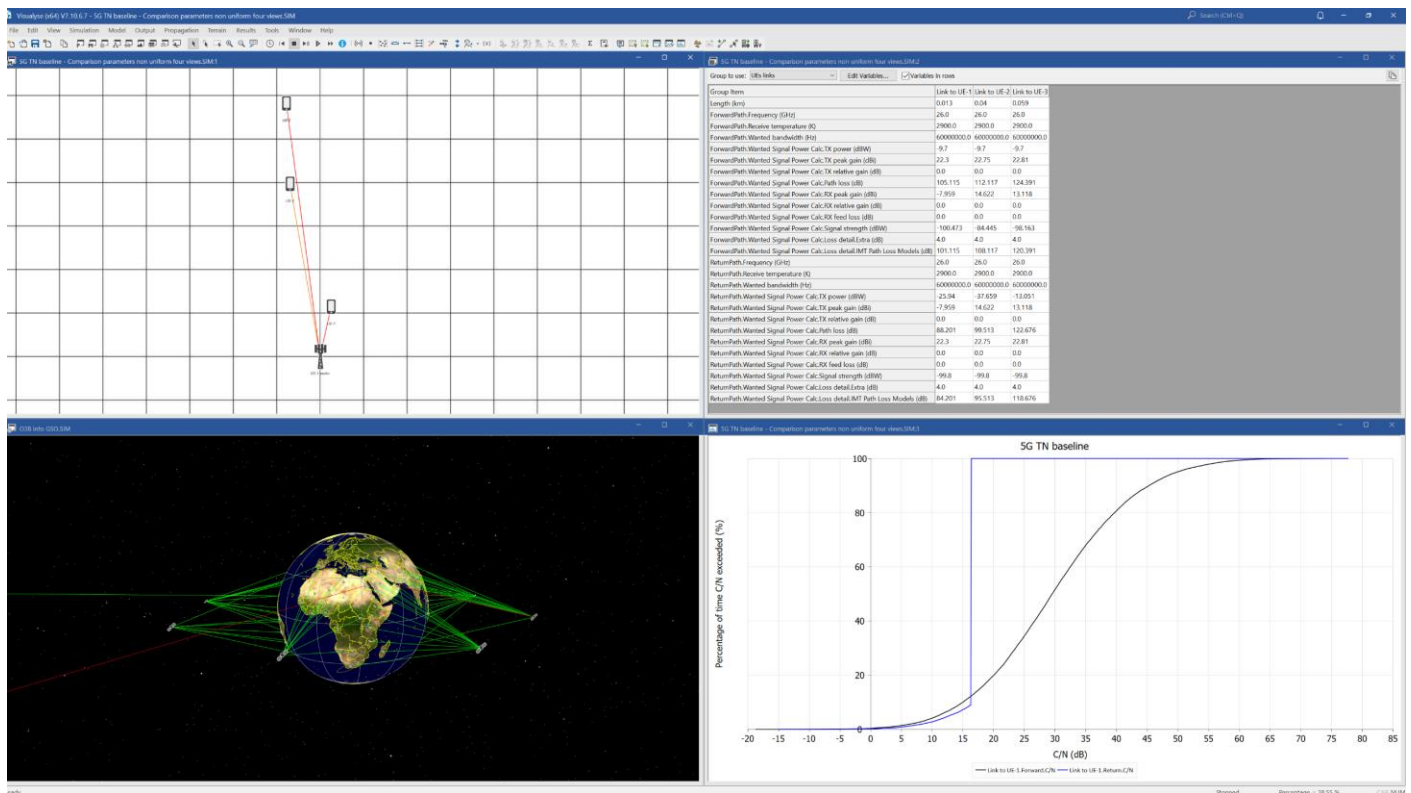 Visualyse (x64) V7.10.6.7 - 5G TN baseline - Comparison parameters non uniform four views.SIM
Search (Ctrl+Q)
File Edit View Simulation Model Output Propagation Terrain Results Tools Window Help
5G TN baseline - Comparison parameters non uniform four views.SIM:1
5G TN baseline - Comparison parameters non uniform four views.SIM:2
Group to use: UEs links Edit Variables... Variables in rows
Group Item Link to UE-1 Link to UE-2 Link to UE-3
Length (km) 0.013 0.04 0.059
ForwardPath.Frequency (GHz) 26.0 26.0 26.0
ForwardPath.Receive temperature (K) 2900.0 2900.0 2900.0
ForwardPath.Wanted bandwidth (Hz) 60000000.0 60000000.0 60000000.0
ForwardPath.Wanted Signal Power Calc.TX power (dBW) -9.7 -9.7 -9.7
ForwardPath.Wanted Signal Power Calc.TX peak gain (dBi) 22.3 22.75 22.81
ForwardPath.Wanted Signal Power Calc.TX relative gain (dB) 0.0 0.0 0.0
ForwardPath.Wanted Signal Power Calc.Path loss (dB) 105.115 112.117 124.391
ForwardPath.Wanted Signal Power Calc.RX peak gain (dBi) -7.959 14.622 13.118
ForwardPath.Wanted Signal Power Calc.RX relative gain (dB) 0.0 0.0 0.0
ForwardPath.Wanted Signal Power Calc.RX feed loss (dB) 0.0 0.0 0.0
ForwardPath.Wanted Signal Power Calc.Signal strength (dBW) -100.473 -84.445 -98.163
ForwardPath.Wanted Signal Power Calc.Loss detail.Extra (dB) 4.0 4.0 4.0
ForwardPath.Wanted Signal Power Calc.Loss detail.IMT Path Loss Models (dB) 101.115 108.117 120.391
ReturnPath.Frequency (GHz) 26.0 26.0 26.0
ReturnPath.Receive temperature (K) 2900.0 2900.0 2900.0
ReturnPath.Wanted bandwidth (Hz) 60000000.0 60000000.0 60000000.0
ReturnPath.Wanted Signal Power Calc.TX power (dBW) -25.94 -37.659 -13.051
ReturnPath.Wanted Signal Power Calc.TX peak gain (dBi) -7.959 14.622 13.118
ReturnPath.Wanted Signal Power Calc.TX relative gain (dB) 0.0 0.0 0.0
ReturnPath.Wanted Signal Power Calc.Path loss (dB) 88.201 99.513 122.676
ReturnPath.Wanted Signal Power Calc.RX peak gain (dBi) 22.3 22.75 22.81
ReturnPath.Wanted Signal Power Calc.RX relative gain (dB) 0.0 0.0 0.0
ReturnPath.Wanted Signal Power Calc.RX feed loss (dB) 0.0 0.0 0.0
ReturnPath.Wanted Signal Power Calc.Signal strength (dBW) -99.8 -99.8 -99.8
ReturnPath.Wanted Signal Power Calc.Loss detail.Extra (dB) 4.0 4.0 4.0
ReturnPath.Wanted Signal Power Calc.Loss detail.IMT Path Loss Models (dB) 84.201 95.513 118.676
O3B into GSO.SIM
5G TN baseline - Comparison parameters non uniform four views.SIM:3
5G TN baseline
Percentage of time C/N exceeded (%)
100
80
60
40
20
0
-20 -15 -10 -5 0 5 10 15 20 25 30 35 40 45 50 55 60 65 70 75 80 85
C/N (dB)
Link to UE-1.Forward.C/N Link to UE-1.Return.C/N
Stopped